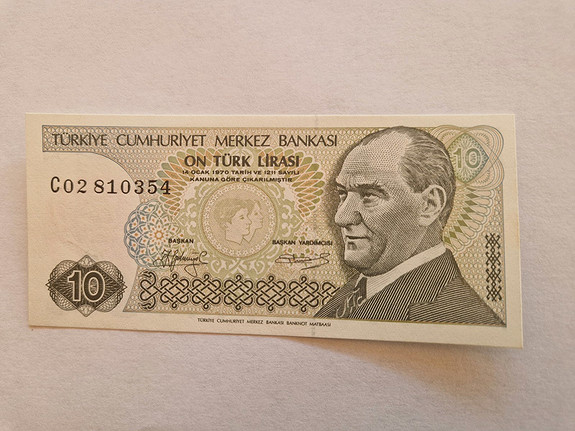 TÜRKİYE CUMHURİYET MERKEZ BANKASI
ON TÜRK LİRASI
14 OCAK 1970 TARİH VE 1211 SAYILI
KANUNA GÖRE ÇIKARILMIŞTIR
10
C02 810354
BAŞKAN
BAŞKAN YARDIMCISI
10
TÜRKİYE CUMHURİYET MERKEZ BANKASI BANKNOT MATBAASI